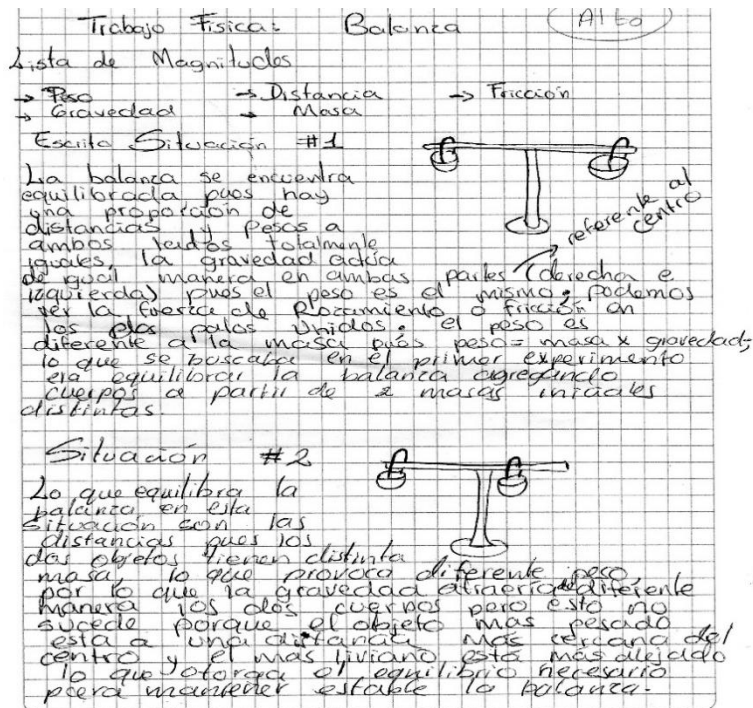 Trabajo Física: Balanza
Alto
Lista de Magnitudes
→ Peso → Distancia → Fricción
→ Gravedad → Masa
Escrito Situación #1
La balanza se encuentra
equilibrada pues hay
una proporción de
distancias y pesos a
ambos lados totalmente
iguales, la gravedad actúa
de igual manera en ambas partes (derecha e
izquierda) pues el peso es el mismo; podemos
referente al
centro
ver la fuerza de Rozamiento o fricción en
los dos palos unidos. el peso es
diferente a la masa pues peso = masa x gravedad;
lo que se buscaba en el primer experimento
era equilibrar la balanza agregando
cuerpos a partir de 2 masas iniciales
distintas.
Situación #2
Lo que equilibra la
balanza en esta
situación son las
distancias pues los
dos objetos tienen distinta
masa, lo que provoca diferente peso,
por lo que la gravedad atraería diferente
manera los dos cuerpos pero esto no
sucede porque el objeto mas pesado
esta a una distancia mas cercana del
centro y el mas liviano está más alejado
lo que otorga el equilibrio necesario
para mantener estable la balanza.